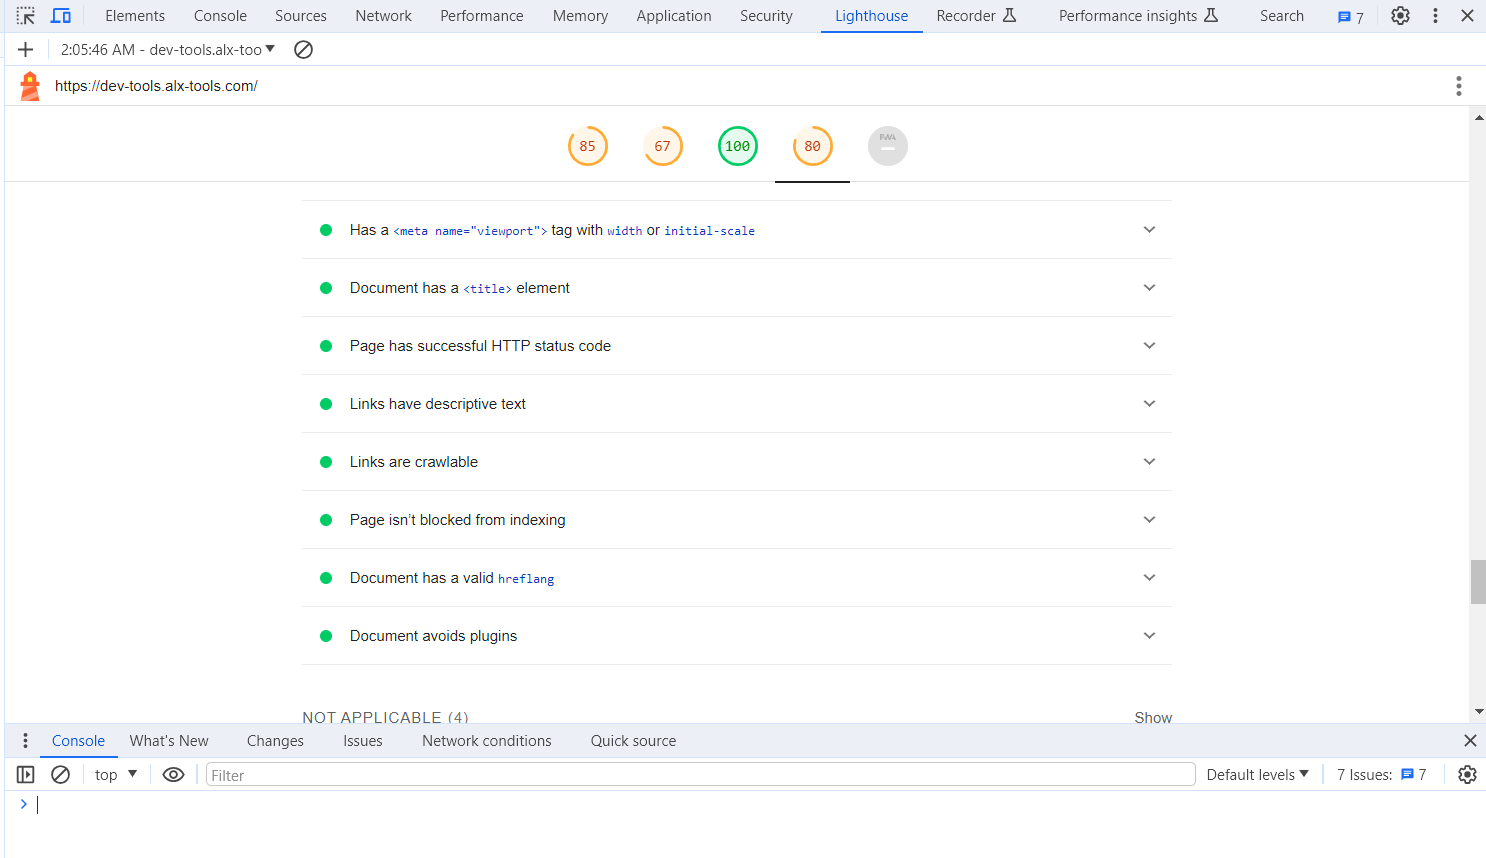 Elements Console Sources Network Performance Memory Application Security Lighthouse Recorder Performance insights Search 7
2:05:46 AM - dev-tools.alx-too
https://dev-tools.alx-tools.com/
85 67 100 80 PWA
Has a <meta name="viewport"> tag with width or initial-scale
Document has a <title> element
Page has successful HTTP status code
Links have descriptive text
Links are crawlable
Page isn't blocked from indexing
Document has a valid hreflang
Document avoids plugins
NOT APPLICABLE (4) Show
Console What's New Changes Issues Network conditions Quick source
top Filter Default levels 7 Issues: 7